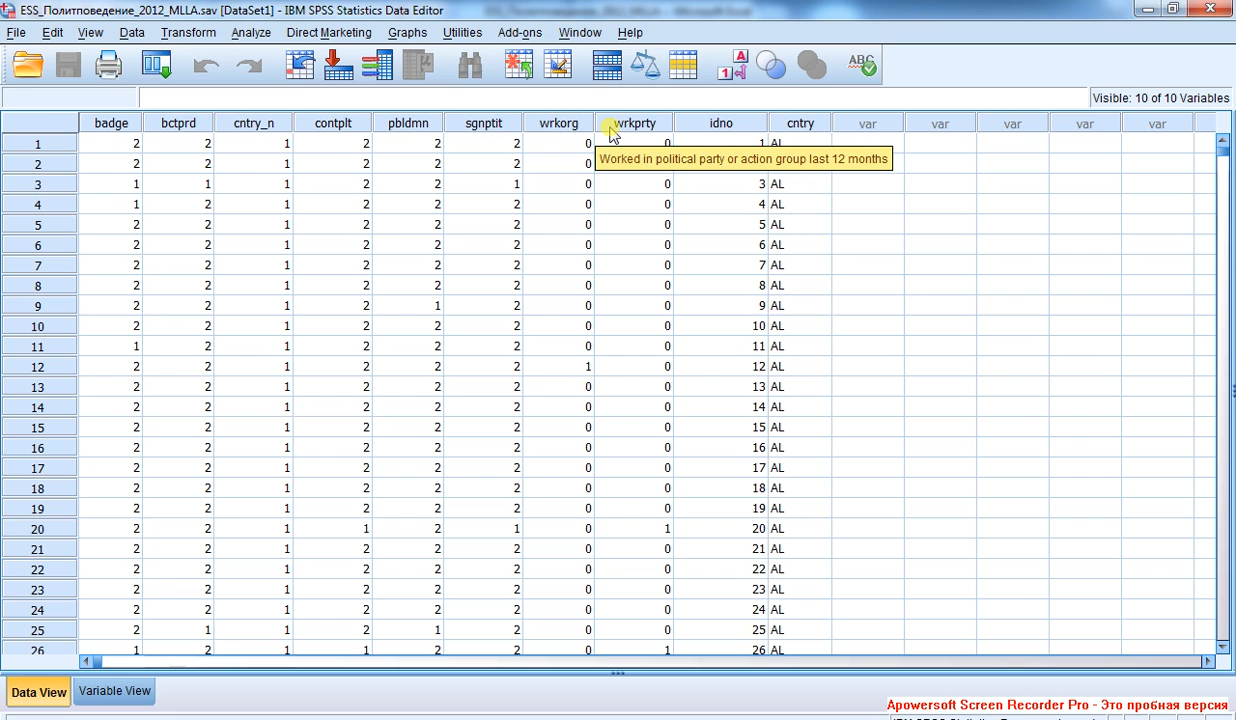 ESS_Политповедение_2012_MLLA.sav [DataSet1] - IBM SPSS Statistics Data Editor
File Edit View Data Transform Analyze Direct Marketing Graphs Utilities Add-ons Window Help
Visible: 10 of 10 Variables
badge bctprd cntry_n contplt pbldmn sgnptit wrkorg wrkprty idno cntry var var var var var
1 2 2 1 2 2 2 0 0 1 AL
2 2 2 1 2 2 2 0
Worked in political party or action group last 12 months
3 1 1 1 2 2 1 0 0 3 AL
4 1 2 1 2 2 2 0 0 4 AL
5 2 2 1 2 2 2 0 0 5 AL
6 2 2 1 2 2 2 0 0 6 AL
7 2 2 1 2 2 2 0 0 7 AL
8 2 2 1 2 2 2 0 0 8 AL
9 2 2 1 2 1 2 0 0 9 AL
10 2 2 1 2 2 2 0 0 10 AL
11 1 2 1 2 2 2 0 0 11 AL
12 2 2 1 2 2 2 1 0 12 AL
13 2 2 1 2 2 2 0 0 13 AL
14 2 2 1 2 2 2 0 0 14 AL
15 2 2 1 2 2 2 0 0 15 AL
16 2 2 1 2 2 2 0 0 16 AL
17 2 2 1 2 2 2 0 0 17 AL
18 2 2 1 2 2 2 0 0 18 AL
19 2 2 1 2 2 2 0 0 19 AL
20 2 2 1 1 2 1 0 1 20 AL
21 2 2 1 2 2 2 0 0 21 AL
22 2 2 1 2 2 2 0 0 22 AL
23 2 2 1 2 2 2 0 0 23 AL
24 2 2 1 2 2 2 0 0 24 AL
25 2 1 1 2 1 2 0 0 25 AL
26 1 2 1 1 2 2 0 1 26 AL
Data View Variable View
Apowersoft Screen Recorder Pro - Это пробная версия